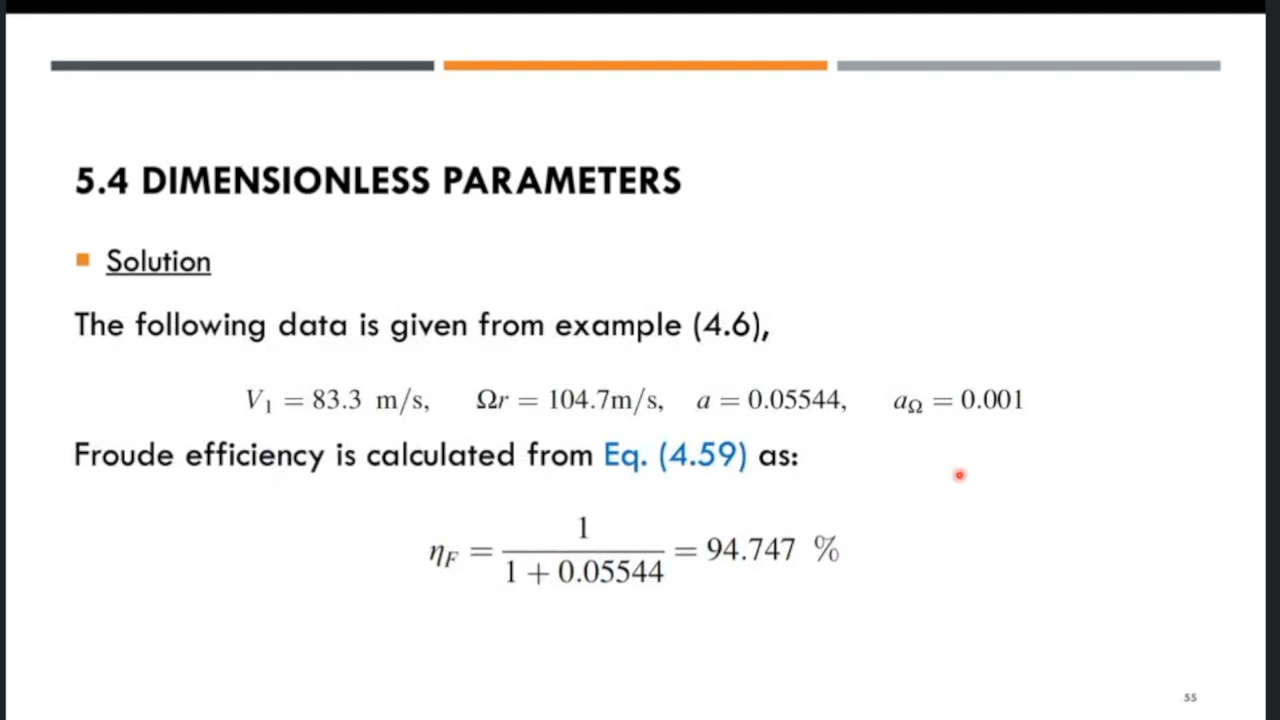 5.4 DIMENSIONLESS PARAMETERS
Solution
The following data is given from example (4.6),
V₁ = 83.3 m/s, Ωr = 104.7m/s, a = 0.05544, a_Ω = 0.001
Froude efficiency is calculated from Eq. (4.59) as:
η_F = 1 / (1 + 0.05544) = 94.747 %
55